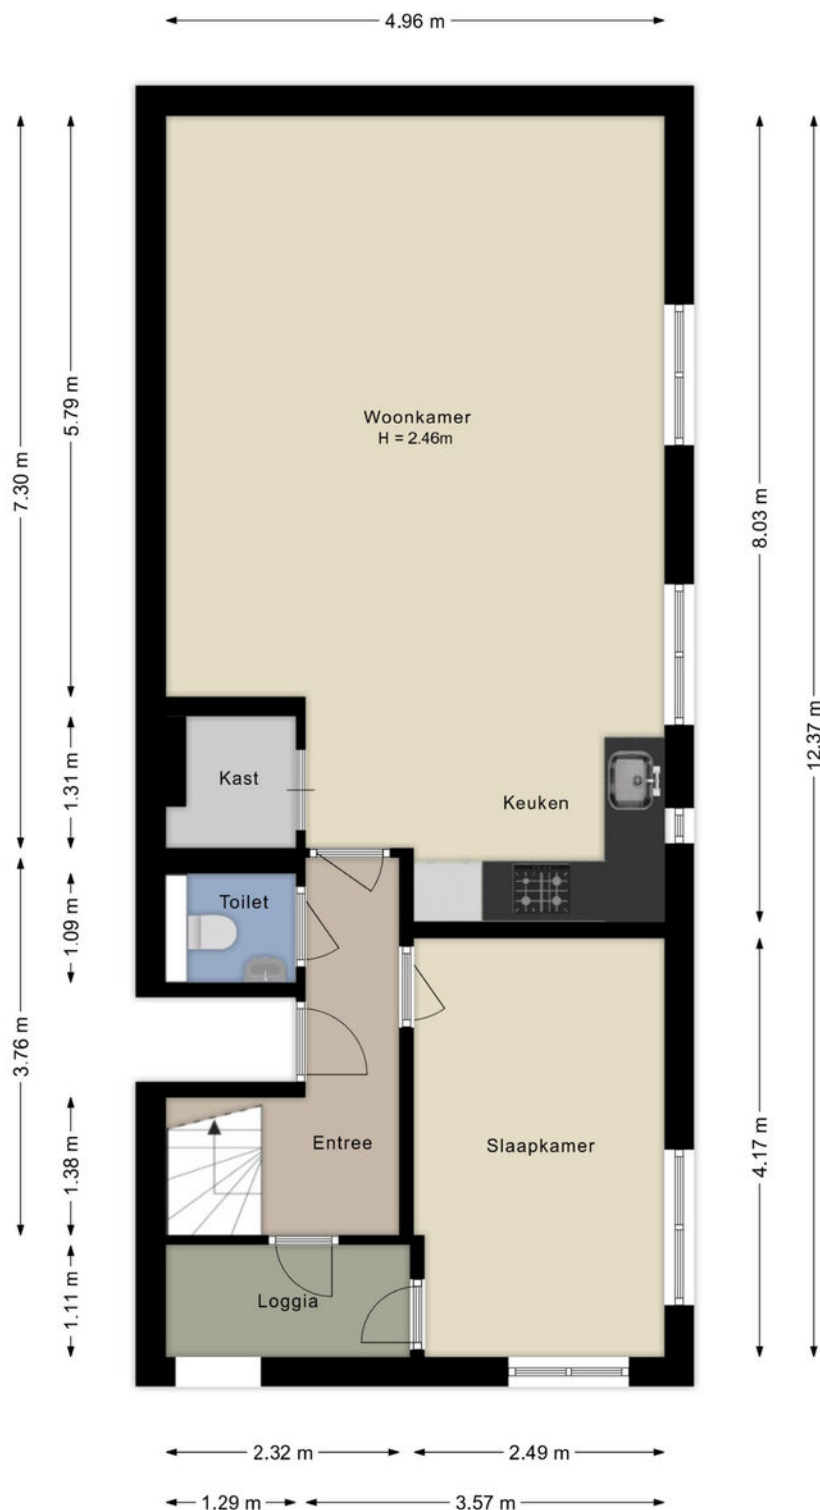 4.96 m
5.79 m
7.30 m
Woonkamer
H = 2.46m
8.03 m
12.37 m
Kast
1.31 m
Keuken
Toilet
1.09 m
3.76 m
Entree
1.38 m
Slaapkamer
4.17 m
Loggia
1.11 m
2.32 m
2.49 m
1.29 m
3.57 m